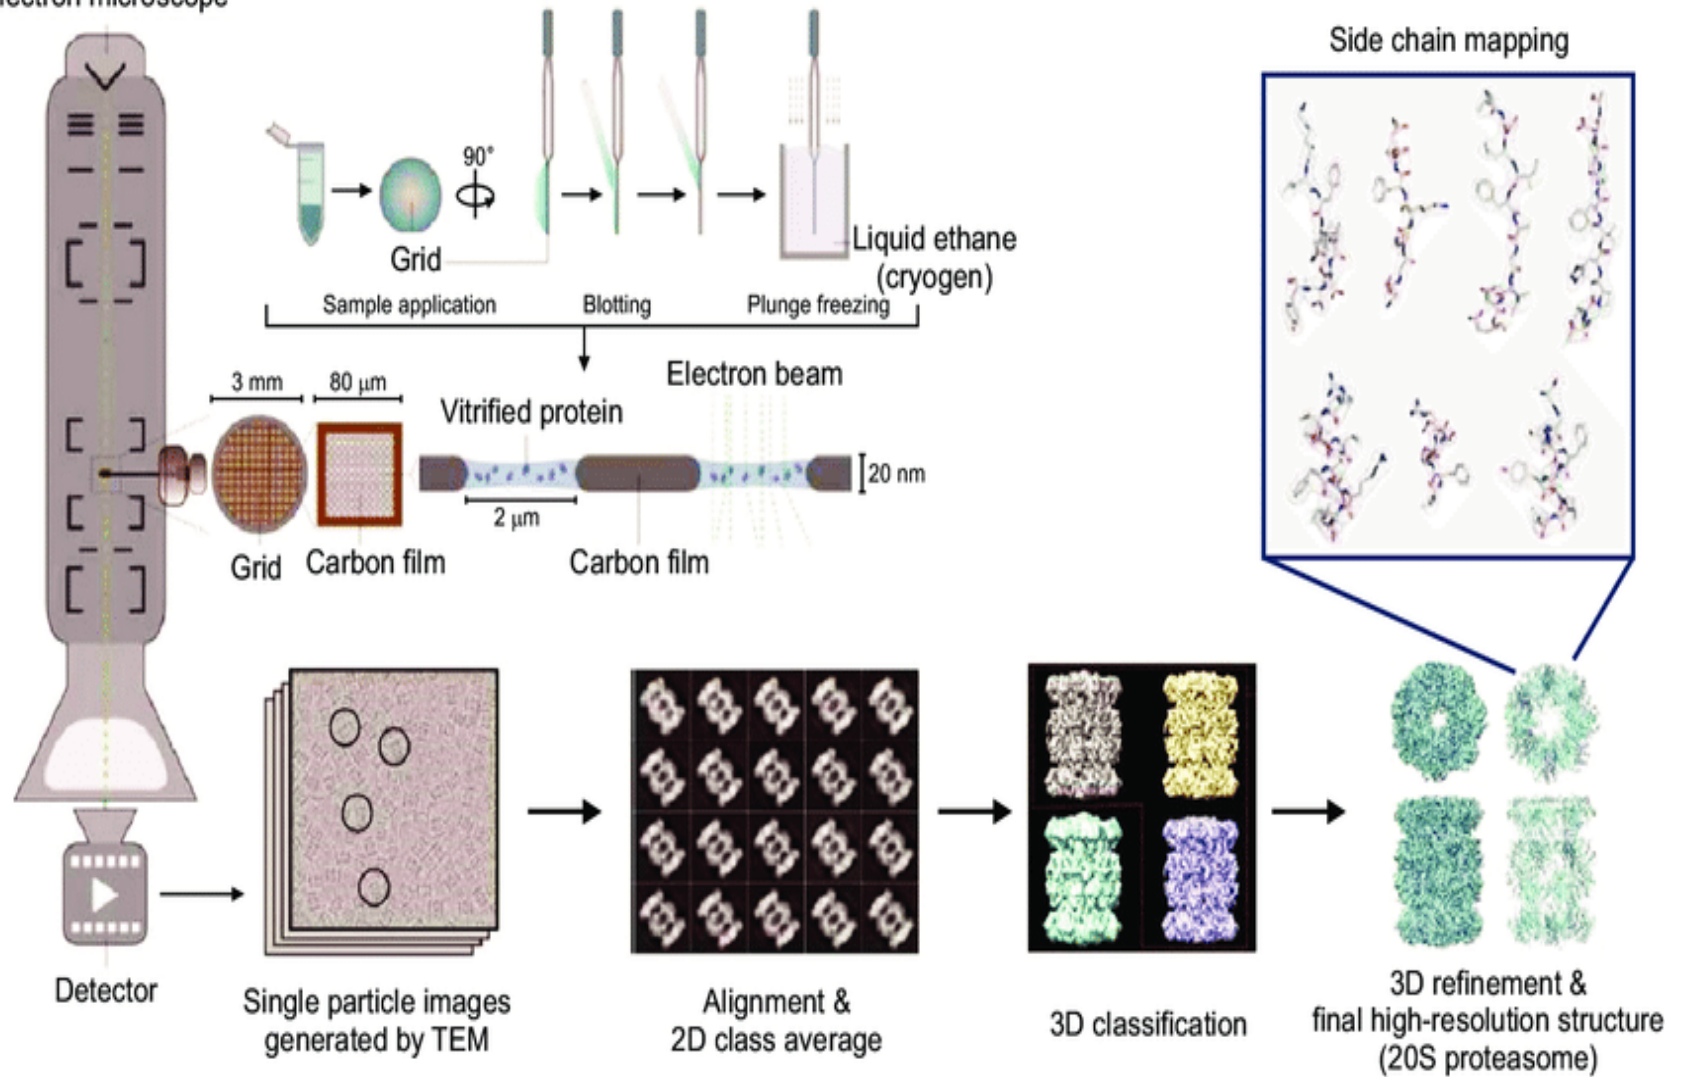 microscope
Side chain mapping
90°
Grid
Liquid ethane
(cryogen)
Sample application
Blotting
Plunge freezing
3 mm
80 μm
Vitrified protein
Electron beam
20 nm
2 μm
Grid
Carbon film
Carbon film
Detector
Single particle images
generated by TEM
Alignment &
2D class average
3D classification
3D refinement &
final high-resolution structure
(20S proteasome)